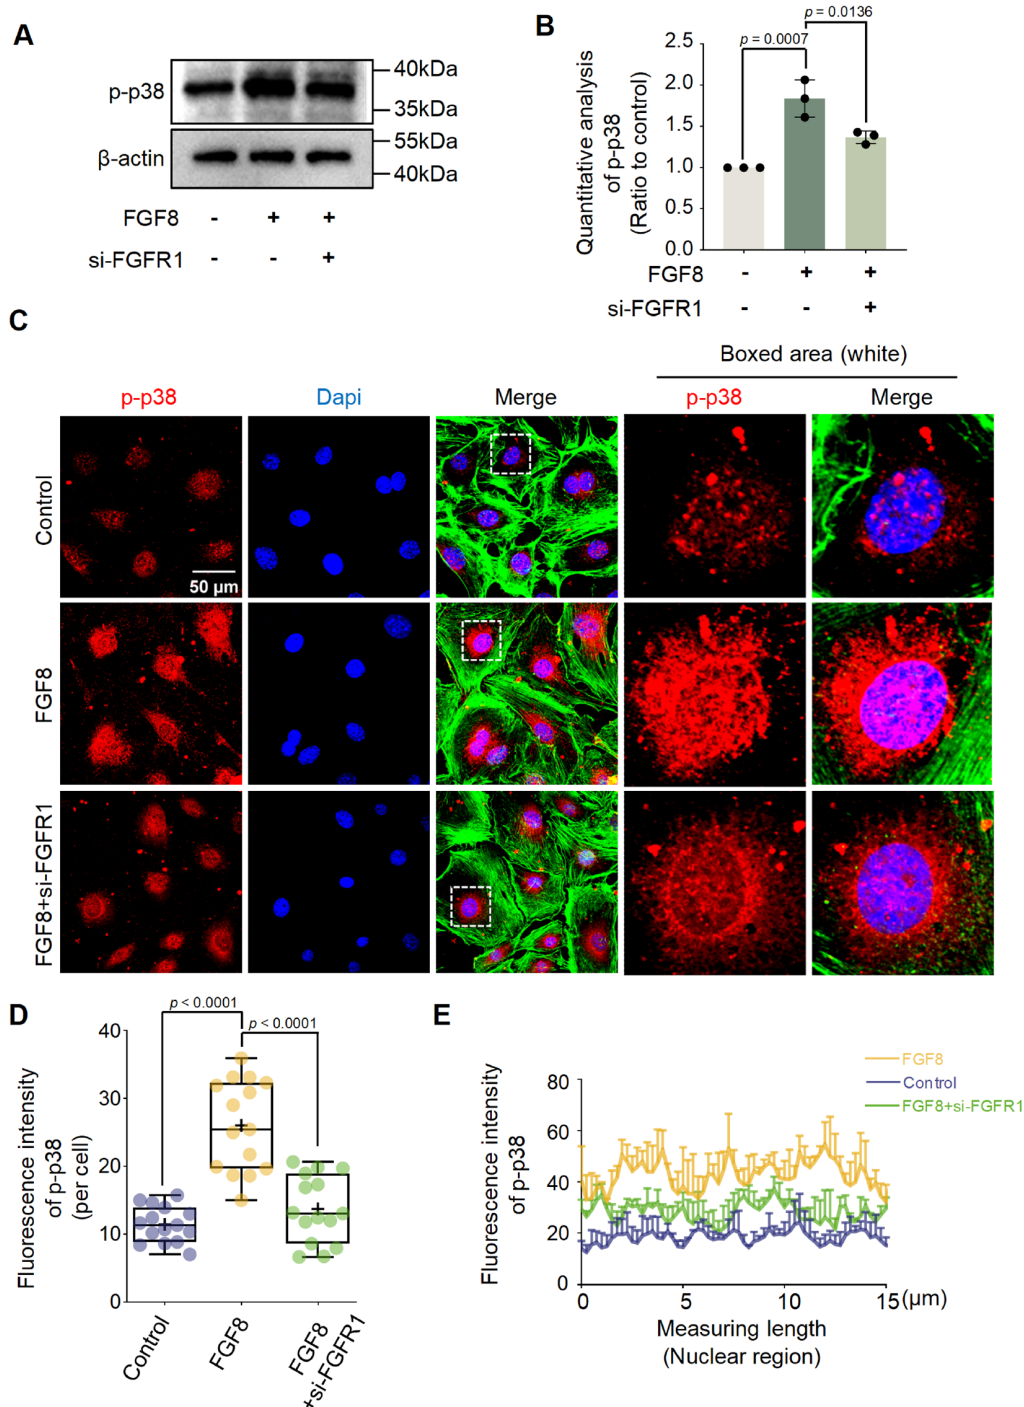 A
p-p38
40kDa
35kDa
β-actin
55kDa
40kDa
FGF8 - + +
si-FGFR1 - - +
B
p = 0.0136
p = 0.0007
Quantitative analysis
of p-p38
(Ratio to control)
2.5
2.0
1.5
1.0
0.5
0.0
FGF8 - + +
si-FGFR1 - - +
C
Boxed area (white)
p-p38 Dapi Merge p-p38 Merge
Control
50 μm
FGF8
FGF8+si-FGFR1
D
p < 0.0001
p < 0.0001
Fluorescence intensity
of p-p38
(per cell)
40
30
20
10
0
Control
FGF8
FGF8
+si-FGFR1
E
FGF8
Control
FGF8+si-FGFR1
Fluorescence intensity
of p-p38
80
60
40
20
0
0 5 10 15 (μm)
Measuring length
(Nuclear region)